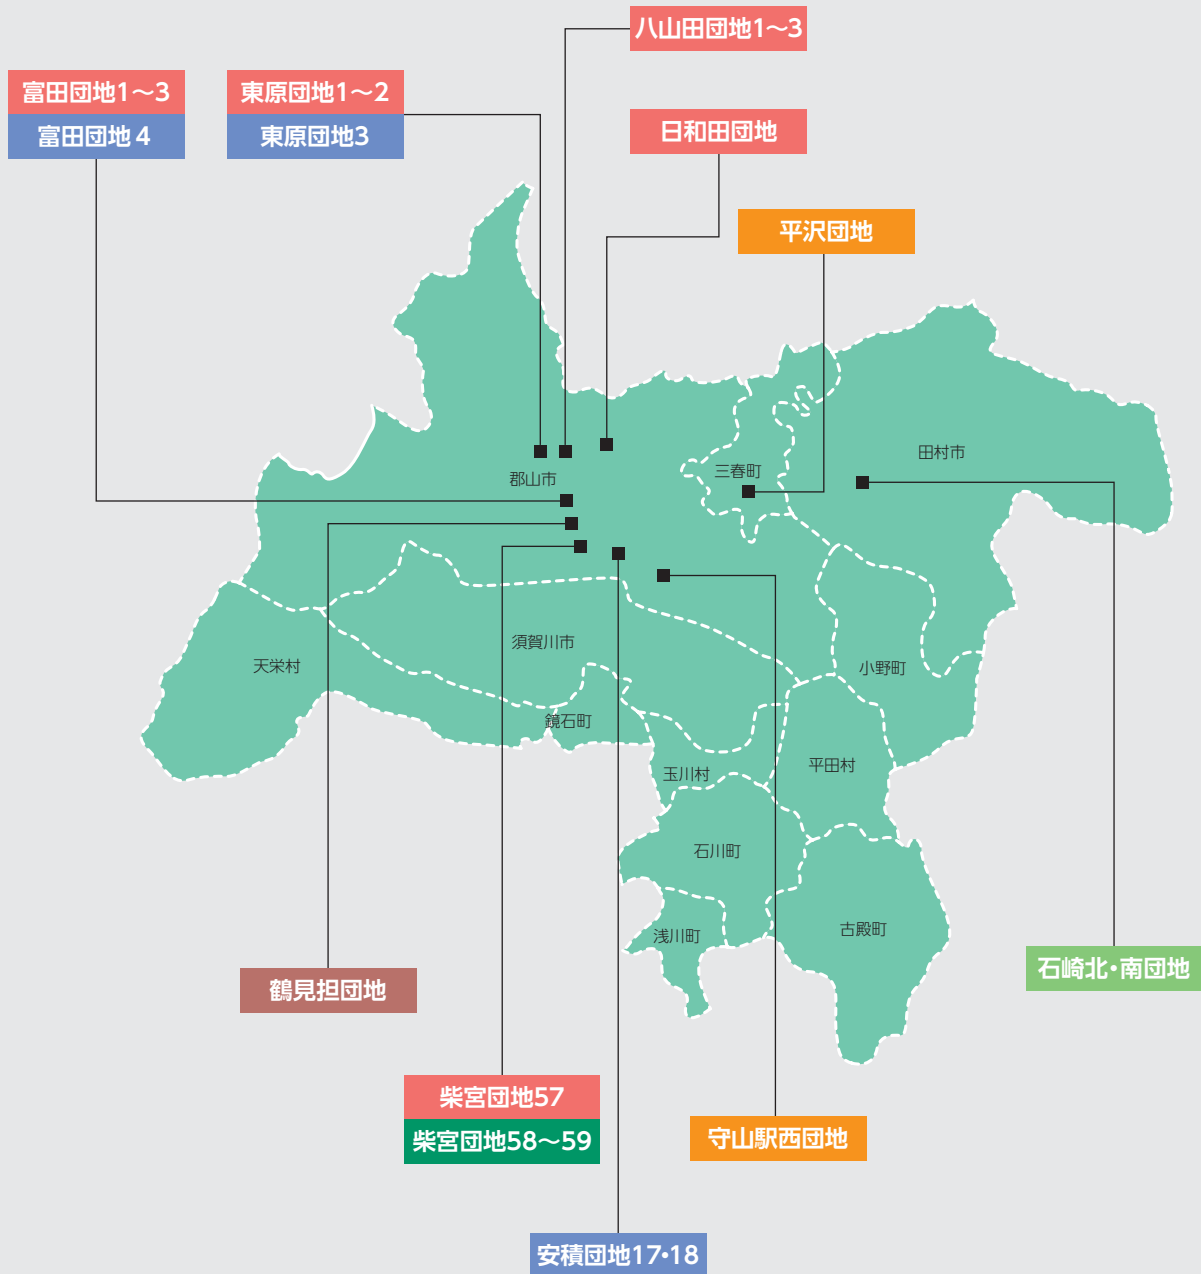 八山田団地1～3
富田団地1～3
富田団地 4
東原団地1～2
東原団地3
日和田団地
平沢団地
田村市
三春町
郡山市
須賀川市
天栄村
小野町
鏡石町
平田村
玉川村
石川町
古殿町
浅川町
石崎北・南団地
鶴見担団地
柴宮団地57
柴宮団地58～59
守山駅西団地
安積団地17・18